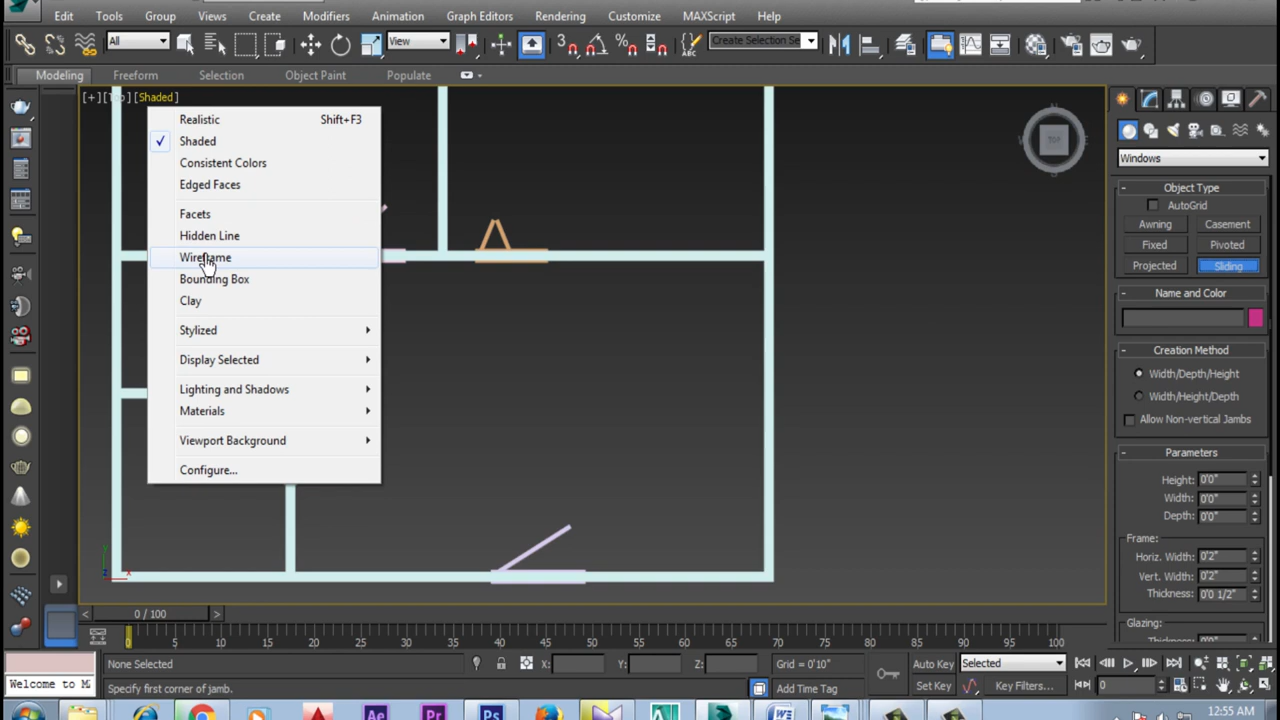 Edit Tools Group Views Create Modifiers Animation Graph Editors Rendering Customize MAXScript Help
All View 3 ABC Create Selection Se
Modeling Freeform Selection Object Paint Populate
[+] [Top] [Shaded]
Realistic Shift+F3
Shaded
Consistent Colors
Edged Faces
Facets
Hidden Line
Wireframe
Bounding Box
Clay
Stylized
Display Selected
Lighting and Shadows
Materials
Viewport Background
Configure...
TOP
Windows
Object Type
AutoGrid
Awning Casement
Fixed Pivoted
Projected Sliding
Name and Color
Creation Method
Width/Depth/Height
Width/Height/Depth
Allow Non-vertical Jambs
Parameters
Height: 0'0"
Width: 0'0"
Depth: 0'0"
Frame:
Horiz. Width: 0'2"
Vert. Width: 0'2"
Thickness: 0'0 1/2"
Glazing:
y
x
< 0 / 100 >
0 5 10 15 20 25 30 35 40 45 50 55 60 65 70 75 80 85 90 95 100
None Selected X: Y: Z: Grid = 0'10" Auto Key Selected
Welcome to M Specify first corner of jamb. Add Time Tag Set Key Key Filters... 0
Ae Pr Ps W 12:55 AM